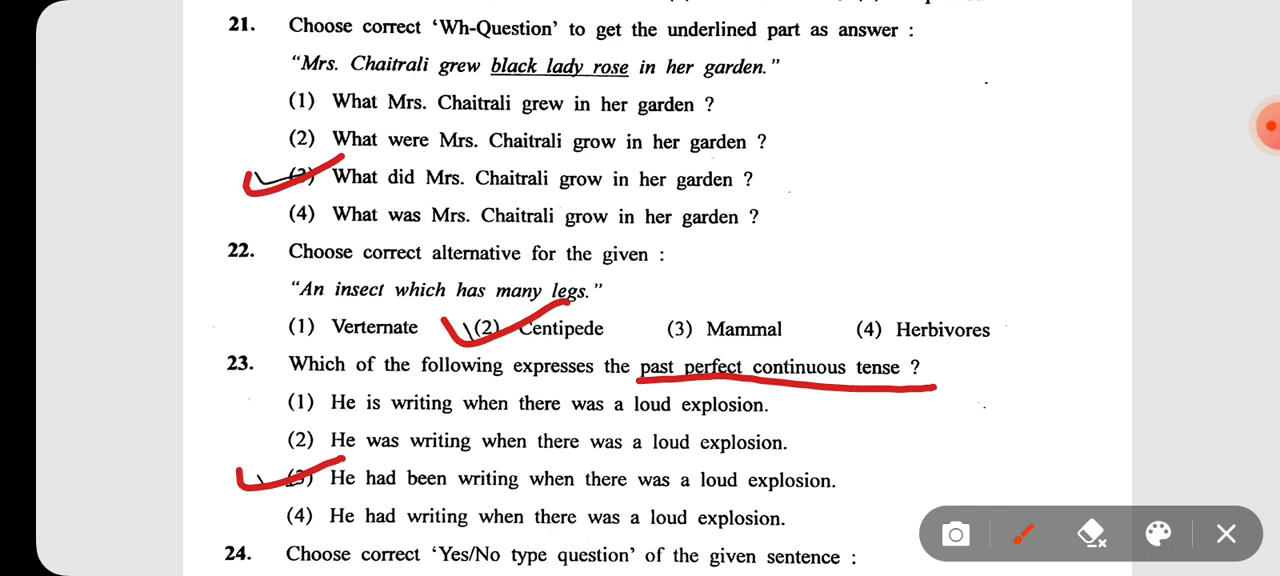 21. Choose correct ‘Wh-Question’ to get the underlined part as answer :
“Mrs. Chaitrali grew black lady rose in her garden.”
(1) What Mrs. Chaitrali grew in her garden ?
(2) What were Mrs. Chaitrali grow in her garden ?
(3) What did Mrs. Chaitrali grow in her garden ?
(4) What was Mrs. Chaitrali grow in her garden ?
22. Choose correct alternative for the given :
“An insect which has many legs.”
(1) Verternate (2) Centipede (3) Mammal (4) Herbivores
23. Which of the following expresses the past perfect continuous tense ?
(1) He is writing when there was a loud explosion.
(2) He was writing when there was a loud explosion.
(3) He had been writing when there was a loud explosion.
(4) He had writing when there was a loud explosion.
24. Choose correct ‘Yes/No type question’ of the given sentence :